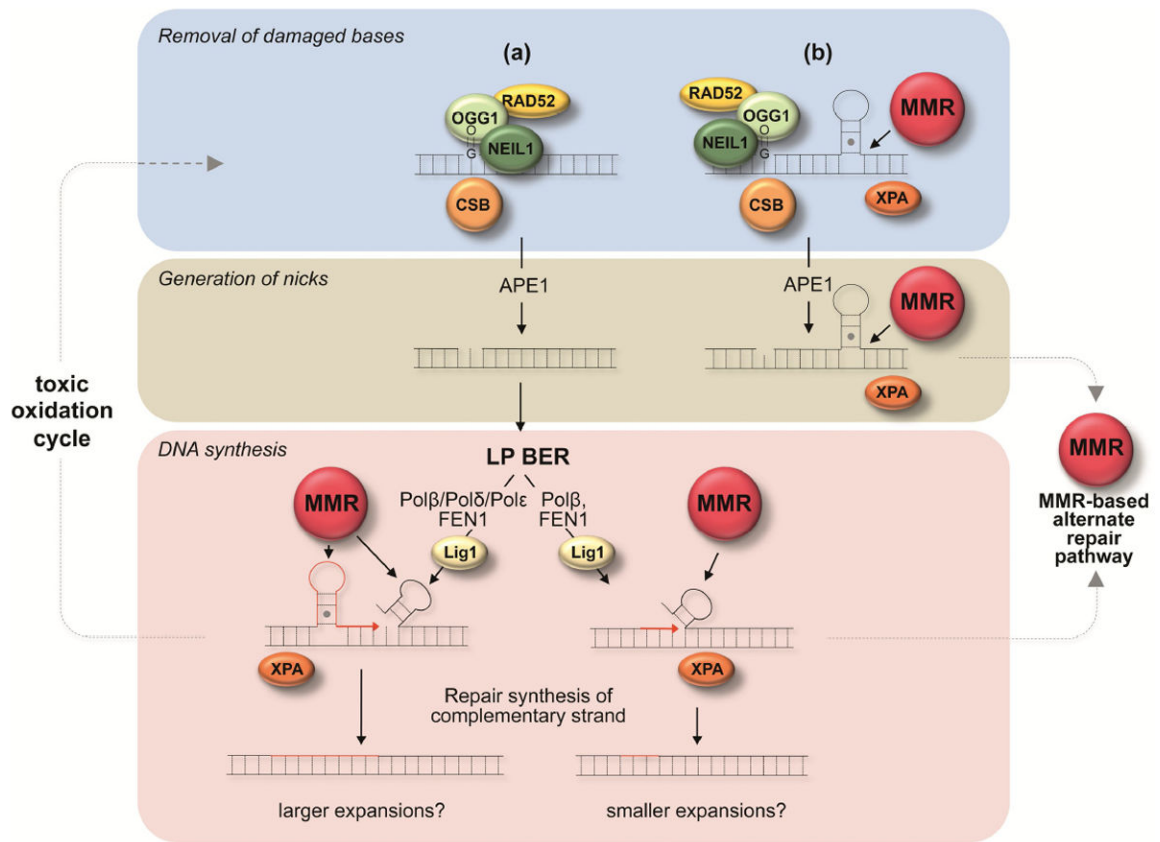 Removal of damaged bases
(a)
(b)
RAD52
OGG1
O
G
NEIL1
CSB
RAD52
OGG1
O
G
NEIL1
CSB
MMR
XPA
Generation of nicks
APE1
APE1
MMR
XPA
toxic
oxidation
cycle
MMR
MMR-based
alternate
repair
pathway
DNA synthesis
LP BER
MMR
Polβ/Polδ/Polε
FEN1
Polβ,
FEN1
MMR
Lig1
Lig1
XPA
XPA
Repair synthesis of
complementary strand
larger expansions?
smaller expansions?